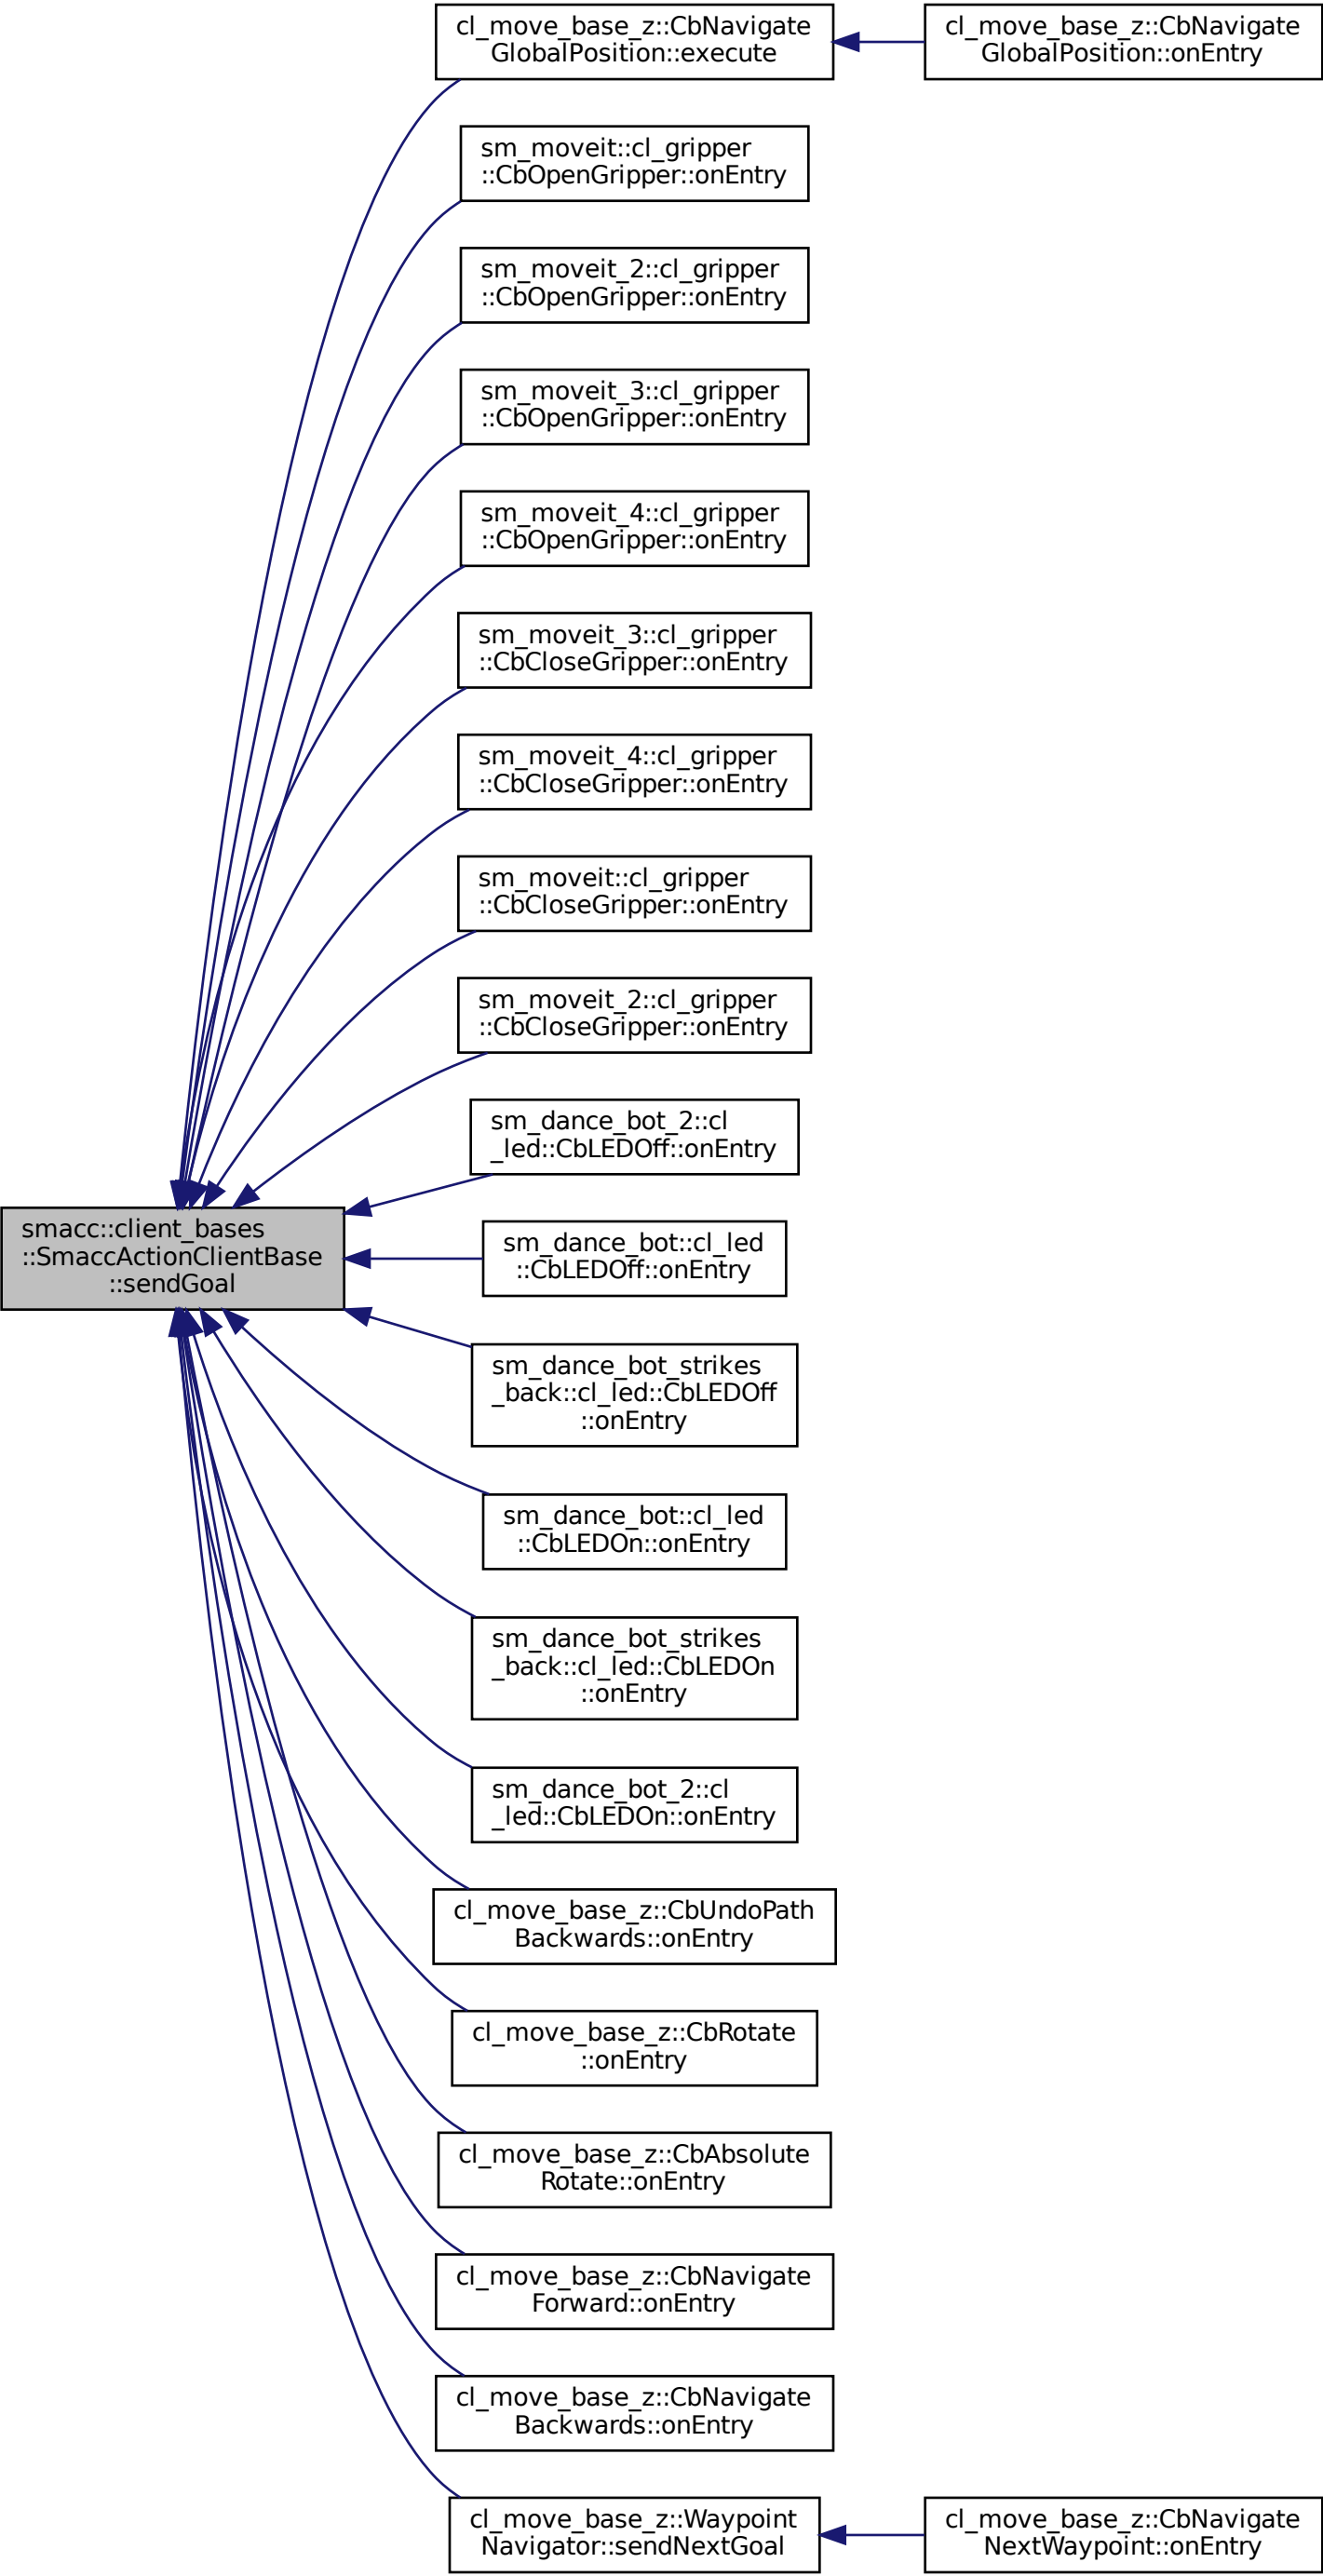 cl_move_base_z::CbNavigate
GlobalPosition::execute
cl_move_base_z::CbNavigate
GlobalPosition::onEntry
sm_moveit::cl_gripper
::CbOpenGripper::onEntry
sm_moveit_2::cl_gripper
::CbOpenGripper::onEntry
sm_moveit_3::cl_gripper
::CbOpenGripper::onEntry
sm_moveit_4::cl_gripper
::CbOpenGripper::onEntry
sm_moveit_3::cl_gripper
::CbCloseGripper::onEntry
sm_moveit_4::cl_gripper
::CbCloseGripper::onEntry
sm_moveit::cl_gripper
::CbCloseGripper::onEntry
sm_moveit_2::cl_gripper
::CbCloseGripper::onEntry
sm_dance_bot_2::cl
_led::CbLEDOff::onEntry
smacc::client_bases
::SmaccActionClientBase
::sendGoal
sm_dance_bot::cl_led
::CbLEDOff::onEntry
sm_dance_bot_strikes
_back::cl_led::CbLEDOff
::onEntry
sm_dance_bot::cl_led
::CbLEDOn::onEntry
sm_dance_bot_strikes
_back::cl_led::CbLEDOn
::onEntry
sm_dance_bot_2::cl
_led::CbLEDOn::onEntry
cl_move_base_z::CbUndoPath
Backwards::onEntry
cl_move_base_z::CbRotate
::onEntry
cl_move_base_z::CbAbsolute
Rotate::onEntry
cl_move_base_z::CbNavigate
Forward::onEntry
cl_move_base_z::CbNavigate
Backwards::onEntry
cl_move_base_z::Waypoint
Navigator::sendNextGoal
cl_move_base_z::CbNavigate
NextWaypoint::onEntry